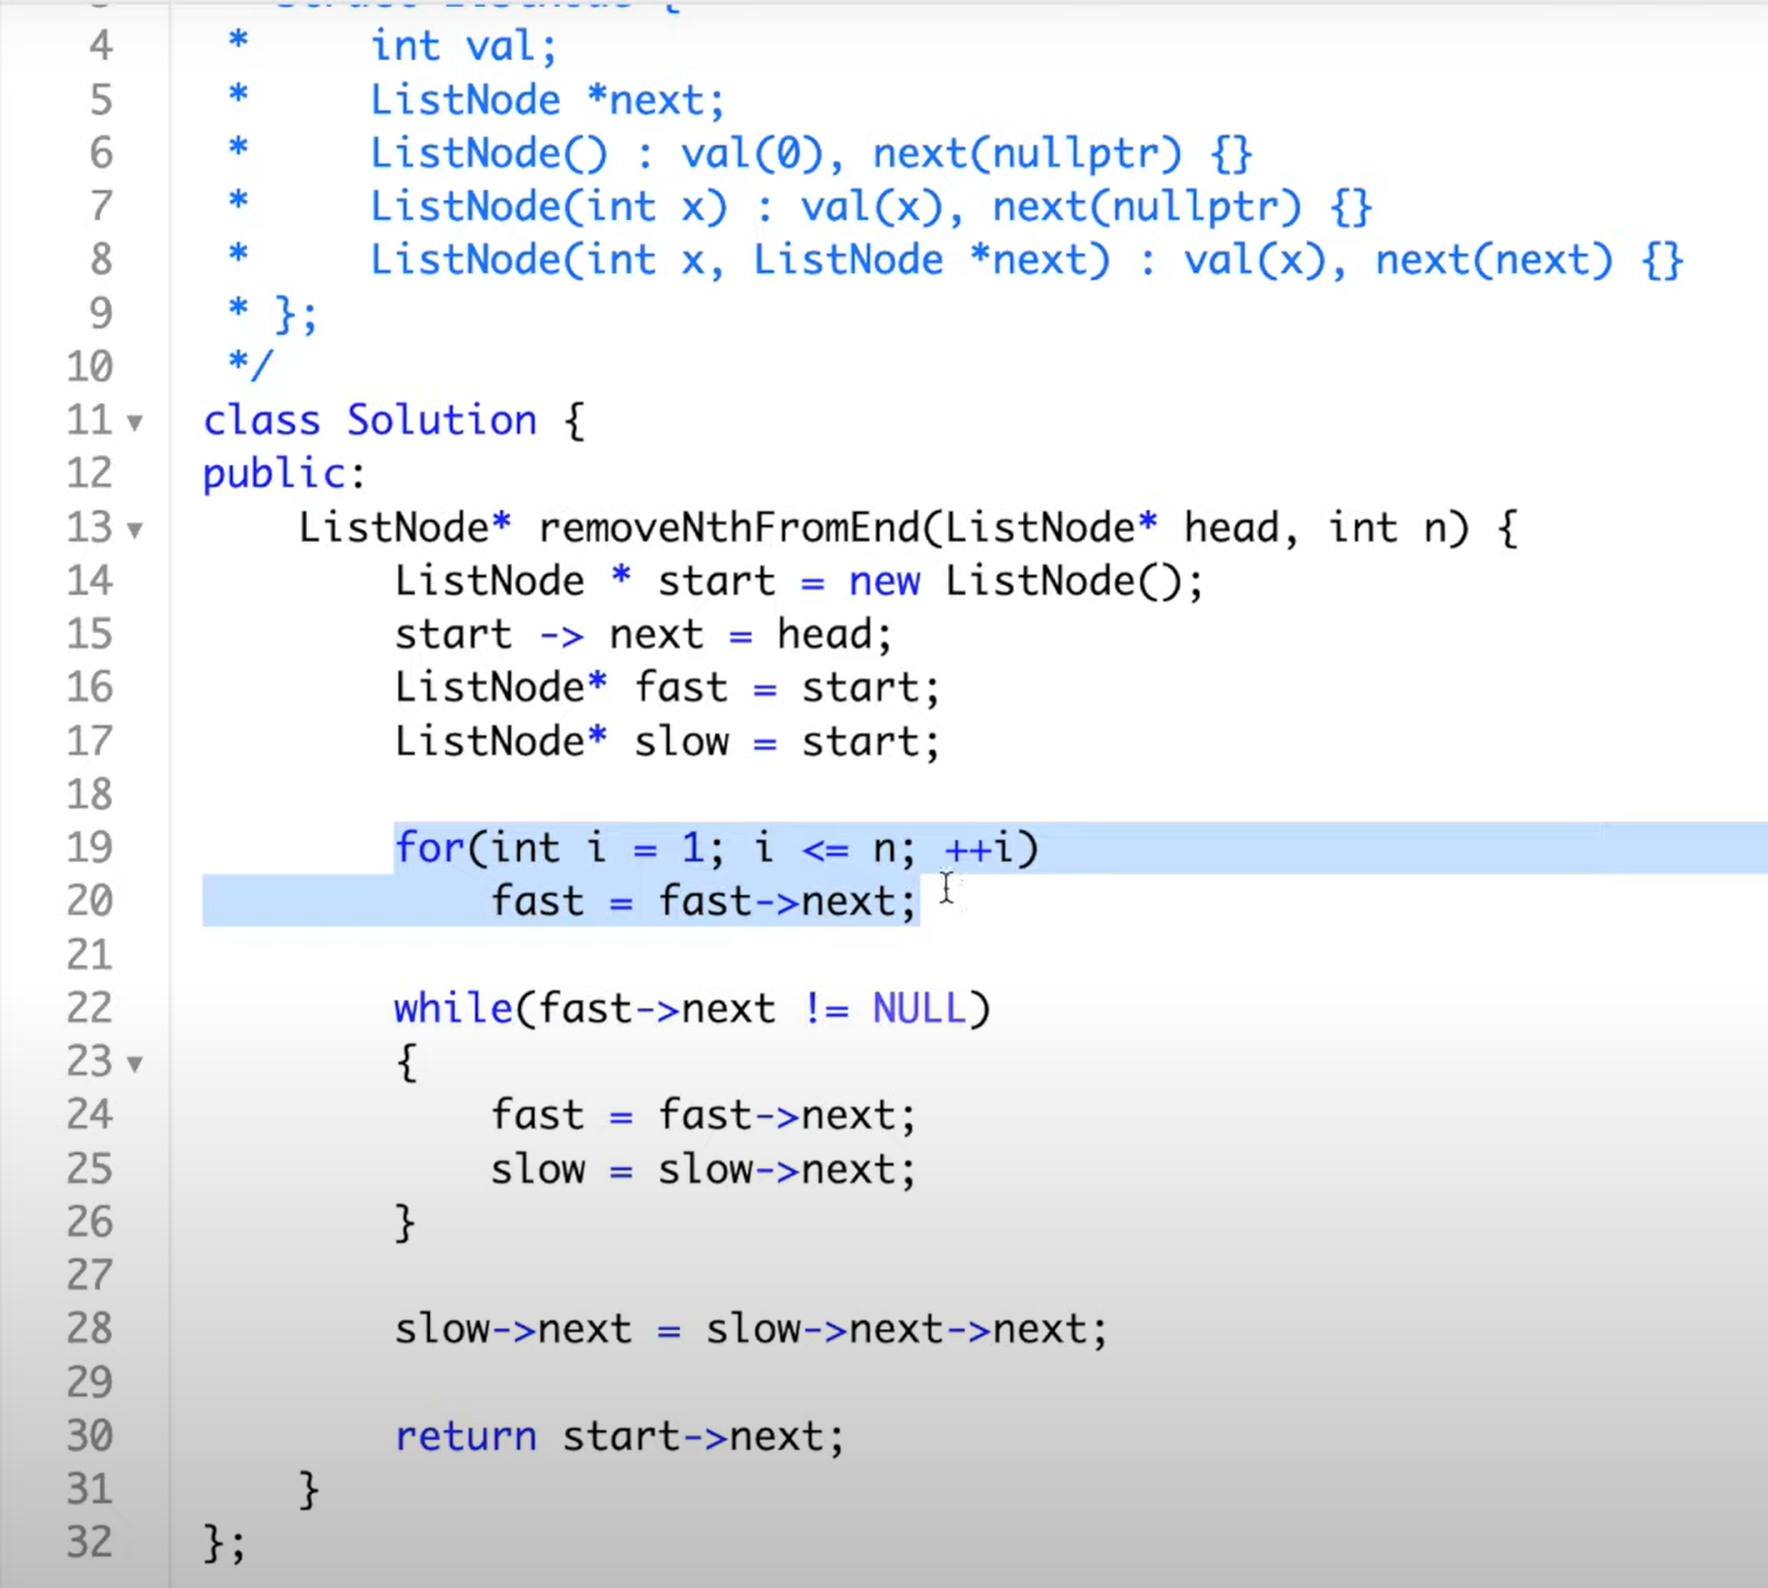 4 * int val;
5 * ListNode *next;
6 * ListNode() : val(0), next(nullptr) {}
7 * ListNode(int x) : val(x), next(nullptr) {}
8 * ListNode(int x, ListNode *next) : val(x), next(next) {}
9 * };
10 */
11 class Solution {
12 public:
13 ListNode* removeNthFromEnd(ListNode* head, int n) {
14 ListNode * start = new ListNode();
15 start -> next = head;
16 ListNode* fast = start;
17 ListNode* slow = start;
18
19 for(int i = 1; i <= n; ++i)
20 fast = fast->next;
21
22 while(fast->next != NULL)
23 {
24 fast = fast->next;
25 slow = slow->next;
26 }
27
28 slow->next = slow->next->next;
29
30 return start->next;
31 }
32 };